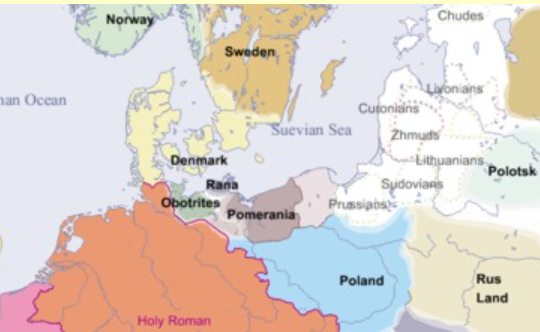 Chudes
Norway
Sweden
Livonians
Ocean
Curonians
Suevian Sea
Zhmuds
Denmark
Lithuanians
Polotsk
Rana
Sudovians
Obotrites
Prussians
Pomerania
Poland
Rus
Land
Holy Roman